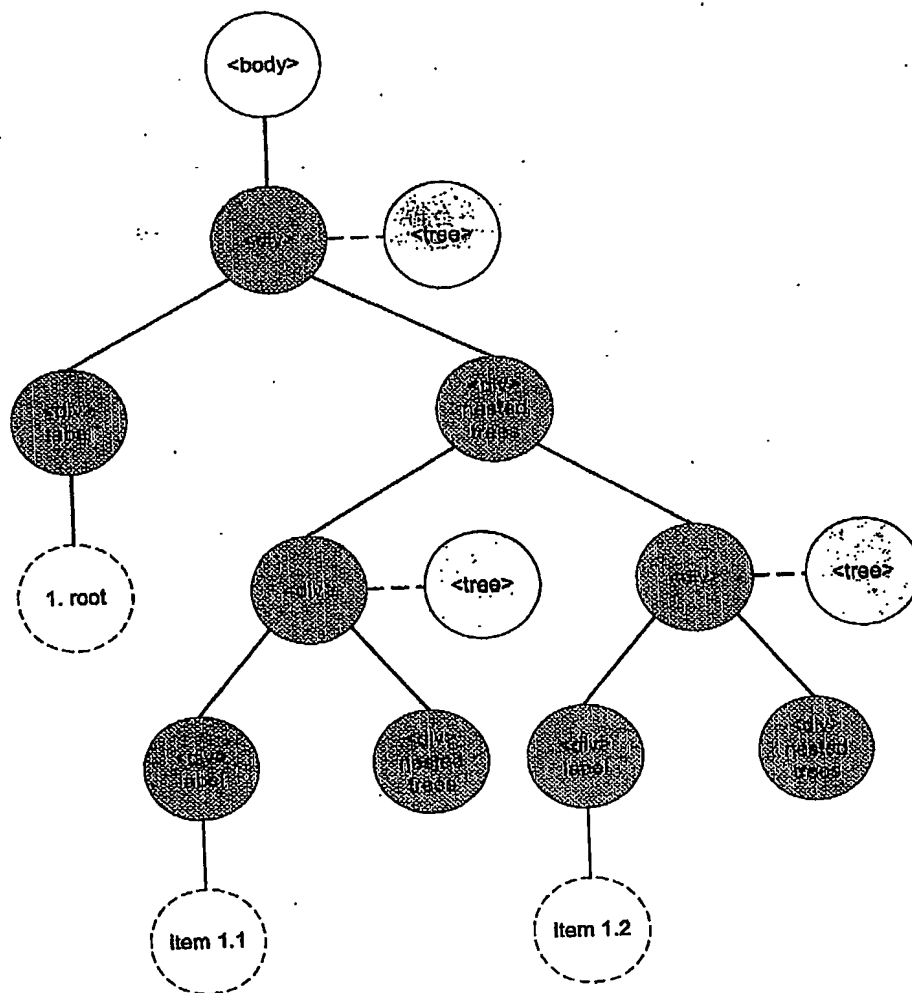 <body>
<div>
<tree>
<div>
label
<div>
nested
trees
<div>
<tree>
<div>
<tree>
1. root
<div>
label
<div>
nested
trees
<div>
label
<div>
nested
trees
Item 1.1
Item 1.2